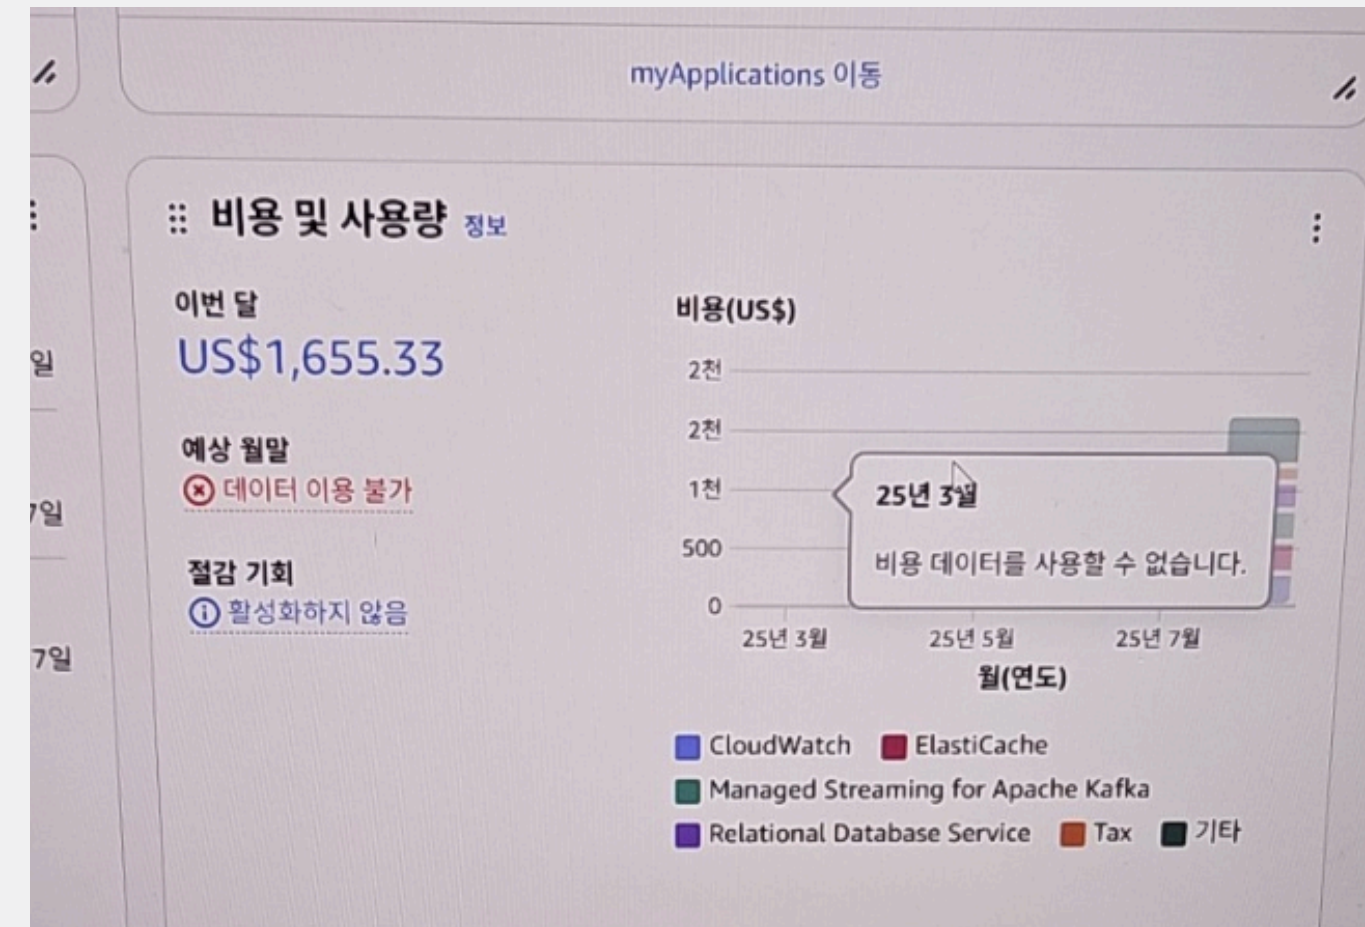 myApplications 이동
비용 및 사용량 정보
일
7일
7일
이번 달
US$1,655.33
예상 월말
데이터 이용 불가
절감 기회
활성화하지 않음
비용(US$)
2천
2천
1천
500
0
25년 3월
비용 데이터를 사용할 수 없습니다.
25년 3월 25년 5월 25년 7월
월(연도)
CloudWatch ElastiCache
Managed Streaming for Apache Kafka
Relational Database Service Tax 기타